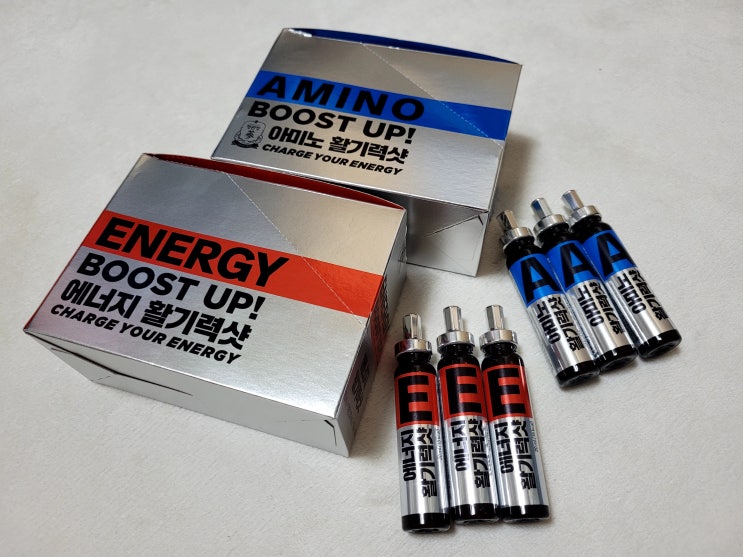 AMINO
BOOST UP!
아미노 활기력샷
CHARGE YOUR ENERGY
ENERGY
BOOST UP!
에너지 활기력샷
CHARGE YOUR ENERGY
A
아미노
활기력샷
A
아미노
활기력샷
A
아미노
활기력샷
E
에너지
활기력샷
E
에너지
활기력샷
E
에너지
활기력샷